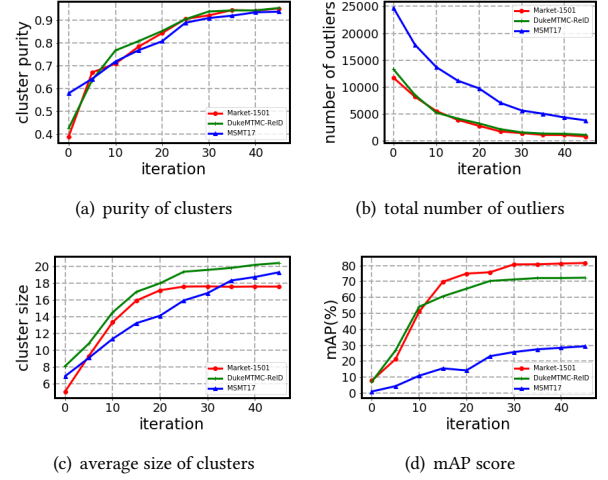 cluster purity
0.9
0.8
0.7
0.6
0.5
0.4
Market-1501
DukeMTMC-ReID
MSMT17
0 10 20 30 40
iteration
(a) purity of clusters
number of outliers
25000
20000
15000
10000
5000
0
Market-1501
DukeMTMC-ReID
MSMT17
0 10 20 30 40
iteration
(b) total number of outliers
cluster size
20
18
16
14
12
10
8
6
Market-1501
DukeMTMC-ReID
MSMT17
0 10 20 30 40
iteration
(c) average size of clusters
mAP(%)
80
70
60
50
40
30
20
10
0
Market-1501
DukeMTMC-ReID
MSMT17
0 10 20 30 40
iteration
(d) mAP score